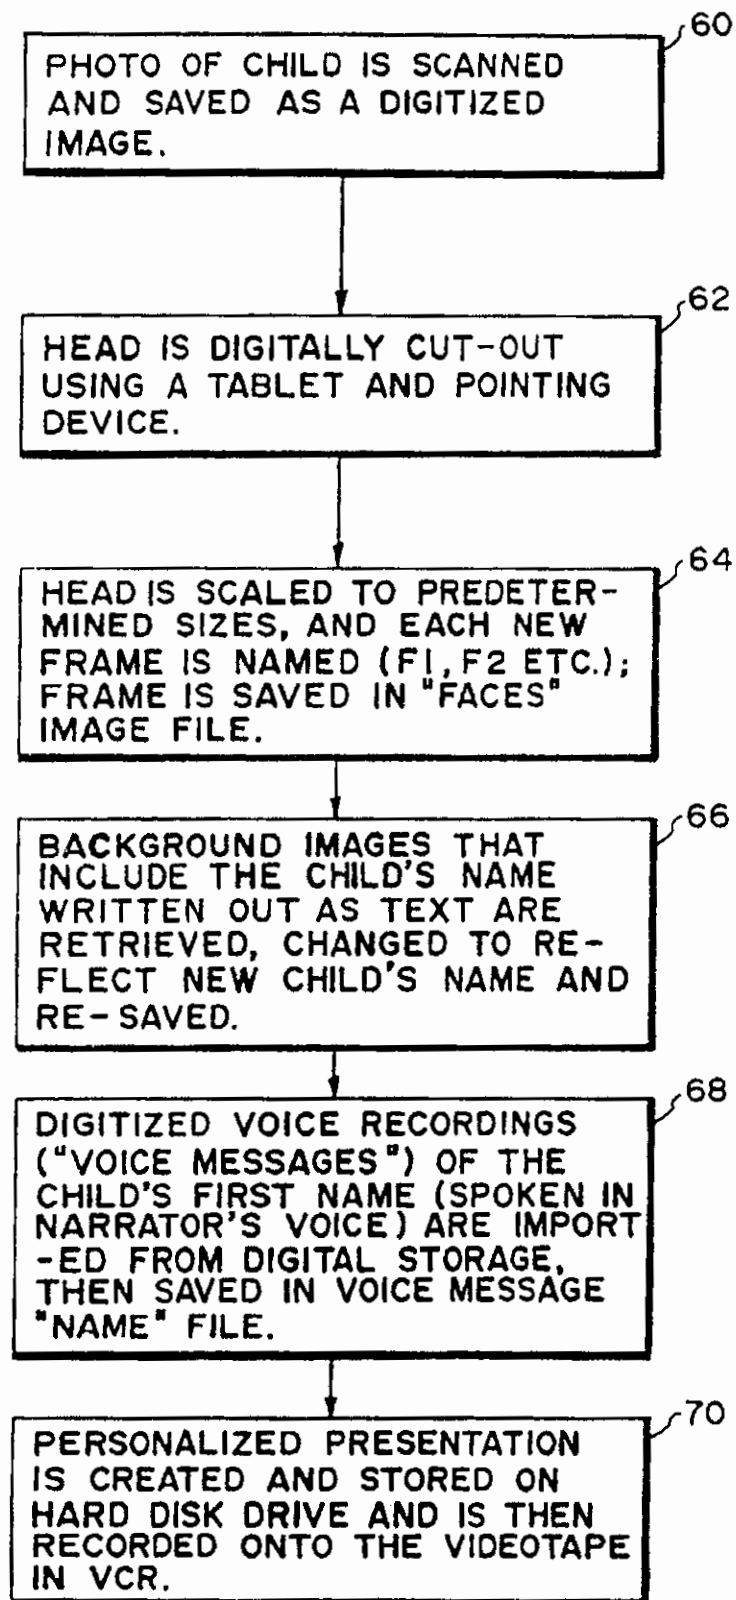 60
PHOTO OF CHILD IS SCANNED
AND SAVED AS A DIGITIZED
IMAGE.
62
HEAD IS DIGITALLY CUT-OUT
USING A TABLET AND POINTING
DEVICE.
64
HEAD IS SCALED TO PREDETER-
MINED SIZES, AND EACH NEW
FRAME IS NAMED (F1, F2 ETC.);
FRAME IS SAVED IN "FACES"
IMAGE FILE.
66
BACKGROUND IMAGES THAT
INCLUDE THE CHILD'S NAME
WRITTEN OUT AS TEXT ARE
RETRIEVED, CHANGED TO RE-
FLECT NEW CHILD'S NAME AND
RE-SAVED.
68
DIGITIZED VOICE RECORDINGS
("VOICE MESSAGES") OF THE
CHILD'S FIRST NAME (SPOKEN IN
NARRATOR'S VOICE) ARE IMPORT
-ED FROM DIGITAL STORAGE,
THEN SAVED IN VOICE MESSAGE
"NAME" FILE.
70
PERSONALIZED PRESENTATION
IS CREATED AND STORED ON
HARD DISK DRIVE AND IS THEN
RECORDED ONTO THE VIDEOTAPE
IN VCR.